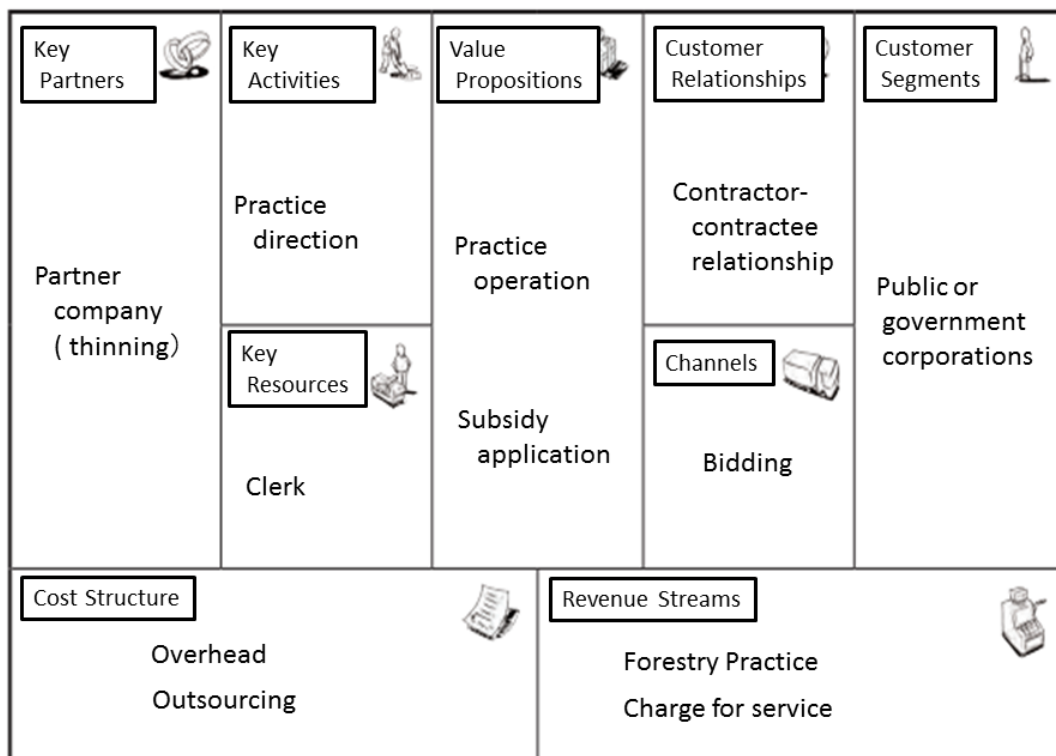 Key
Partners
Partner
company
( thinning）
Key
Activities
Practice
direction
Key
Resources
Clerk
Value
Propositions
Practice
operation
Subsidy
application
Customer
Relationships
Contractor-
contractee
relationship
Channels
Bidding
Customer
Segments
Public or
government
corporations
Cost Structure
Overhead
Outsourcing
Revenue Streams
Forestry Practice
Charge for service